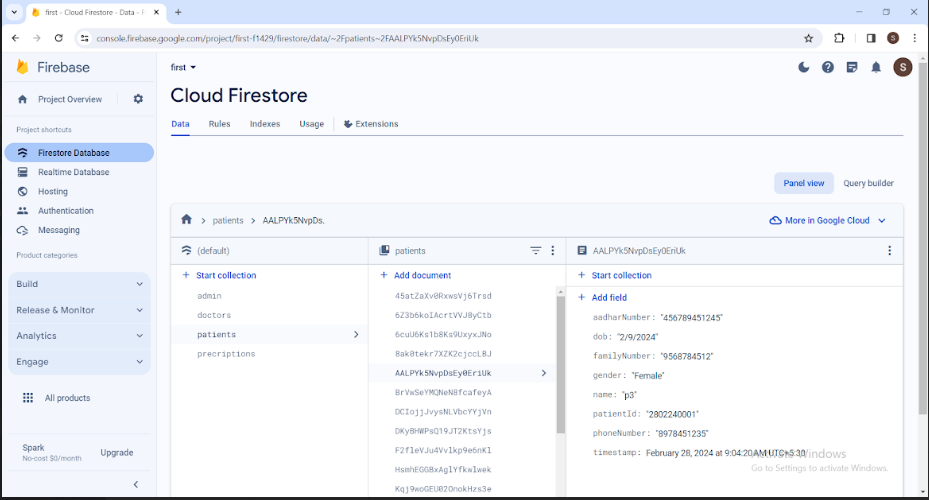 first - Cloud Firestore - Data - F
console.firebase.google.com/project/first-f1429/firestore/data/~2Fpatients~2FAALPYk5NvpDsEy0EriUk
S
Firebase
first
S
Project Overview
Cloud Firestore
Project shortcuts
Data Rules Indexes Usage Extensions
Firestore Database
Realtime Database
Hosting
Authentication
Messaging
Product categories
Build
Release & Monitor
Analytics
Engage
All products
Spark
No-cost $0/month
Upgrade
Panel view Query builder
patients AALPYk5NvpDs.
More in Google Cloud
(default)
Start collection
admin
doctors
patients
precriptions
patients
Add document
45atZaXv0RxwsVj6Trsd
6Z3b6koIAcrtVVJ8yCtb
6cuU6Ks1b8Ks9UxyxJNo
8ak0tekr7XZK2cjccLBJ
AALPYk5NvpDsEy0EriUk
BrVwSeYMQNeN8fcafeyA
DCIojjJvysNLVbcYYjVn
DKy8HWPsQ19JT2KtsYjs
F2fleVJu4Vvlkp9e6nKl
HsmhEGGBxAglYfkwlwek
Kqj9woGEU02OnokHzs3e
AALPYk5NvpDsEy0EriUk
Start collection
Add field
aadharNumber: "456789451245"
dob: "2/9/2024"
familyNumber: "9568784512"
gender: "Female"
name: "p3"
patientId: "2802240001"
phoneNumber: "8978451235"
timestamp: February 28, 2024 at 9:04:20 AM UTC+5:30
Activate Windows
Go to Settings to activate Windows.